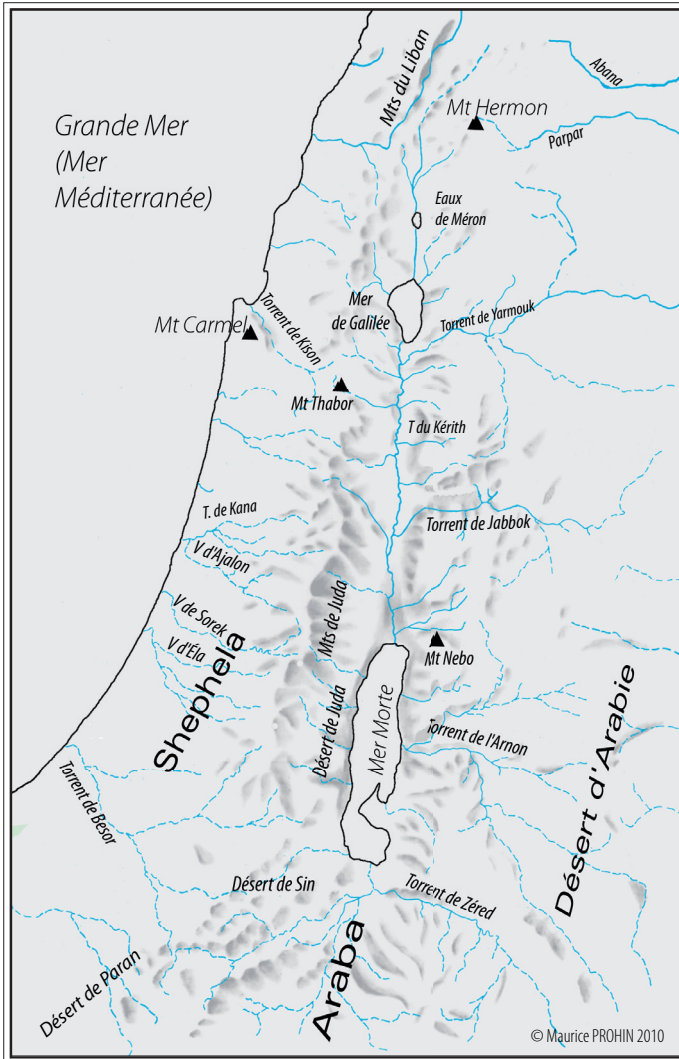 Mts du Liban
Abana
Mt Hermon
Parpar
Grande Mer
(Mer
Méditerranée)
Eaux
de Méron
Mer
de Galilée
Torrent de Yarmouk
Torrent de Kison
Mt Carmel
Mt Thabor
T du Kérith
T. de Kana
Torrent de Jabbok
V d'Ajalon
V de Sorek
Mts de Juda
V d'Éla
Mt Nebo
Shephela
Désert de Juda
Mer Morte
Torrent de l'Arnon
Désert d'Arabie
Torrent de Besor
Désert de Sin
Torrent de Zéred
Araba
Désert de Paran
© Maurice PROHIN 2010